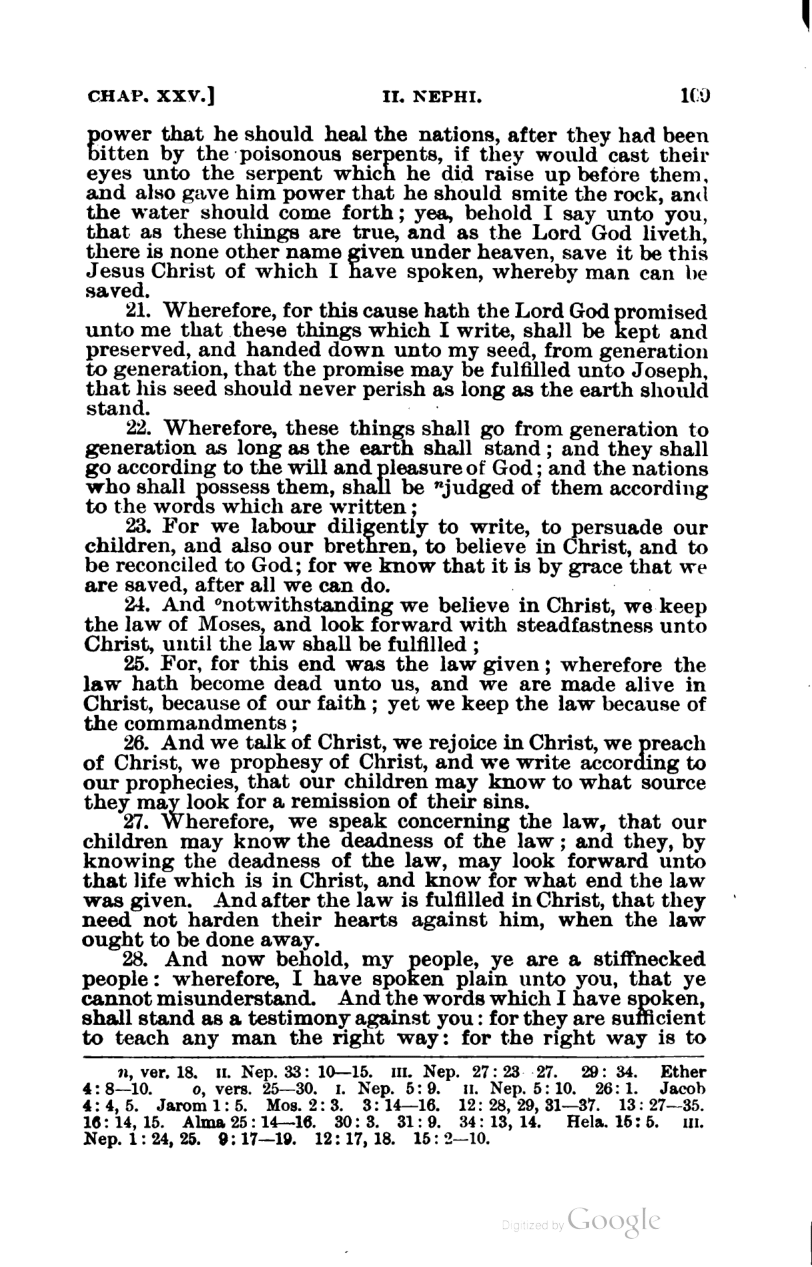 CHAP. XXV.] II. NEPHI. 109
power that he should heal the nations, after they had been
bitten by the poisonous serpents, if they would cast their
eyes unto the serpent which he did raise up before them,
and also gave him power that he should smite the rock, and
the water should come forth; yea, behold I say unto you,
that as these things are true, and as the Lord God liveth,
there is none other name given under heaven, save it be this
Jesus Christ of which I have spoken, whereby man can be
saved.
21. Wherefore, for this cause hath the Lord God promised
unto me that these things which I write, shall be kept and
preserved, and handed down unto my seed, from generation
to generation, that the promise may be fulfilled unto Joseph,
that his seed should never perish as long as the earth should
stand.
22. Wherefore, these things shall go from generation to
generation as long as the earth shall stand; and they shall
go according to the will and pleasure of God; and the nations
who shall possess them, shall be ⁿjudged of them according
to the words which are written;
23. For we labour diligently to write, to persuade our
children, and also our brethren, to believe in Christ, and to
be reconciled to God; for we know that it is by grace that we
are saved, after all we can do.
24. And ᵒnotwithstanding we believe in Christ, we keep
the law of Moses, and look forward with steadfastness unto
Christ, until the law shall be fulfilled;
25. For, for this end was the law given; wherefore the
law hath become dead unto us, and we are made alive in
Christ, because of our faith; yet we keep the law because of
the commandments;
26. And we talk of Christ, we rejoice in Christ, we preach
of Christ, we prophesy of Christ, and we write according to
our prophecies, that our children may know to what source
they may look for a remission of their sins.
27. Wherefore, we speak concerning the law, that our
children may know the deadness of the law; and they, by
knowing the deadness of the law, may look forward unto
that life which is in Christ, and know for what end the law
was given. And after the law is fulfilled in Christ, that they
need not harden their hearts against him, when the law
ought to be done away.
28. And now behold, my people, ye are a stiffnecked
people: wherefore, I have spoken plain unto you, that ye
cannot misunderstand. And the words which I have spoken,
shall stand as a testimony against you: for they are sufficient
to teach any man the right way: for the right way is to
n, ver. 18. II. Nep. 33: 10—15. III. Nep. 27: 23—27. 29: 34. Ether
4: 8—10. o, vers. 25—30. I. Nep. 5: 9. II. Nep. 5: 10. 26: 1. Jacob
4: 4, 5. Jarom 1: 5. Mos. 2: 3. 3: 14—16. 12: 28, 29, 31—37. 13: 27—35.
16: 14, 15. Alma 25: 14—16. 30: 3. 31: 9. 34: 13, 14. Hela. 15: 5. III.
Nep. 1: 24, 25. 9: 17—19. 12: 17, 18. 15: 2—10.
Digitized by Google